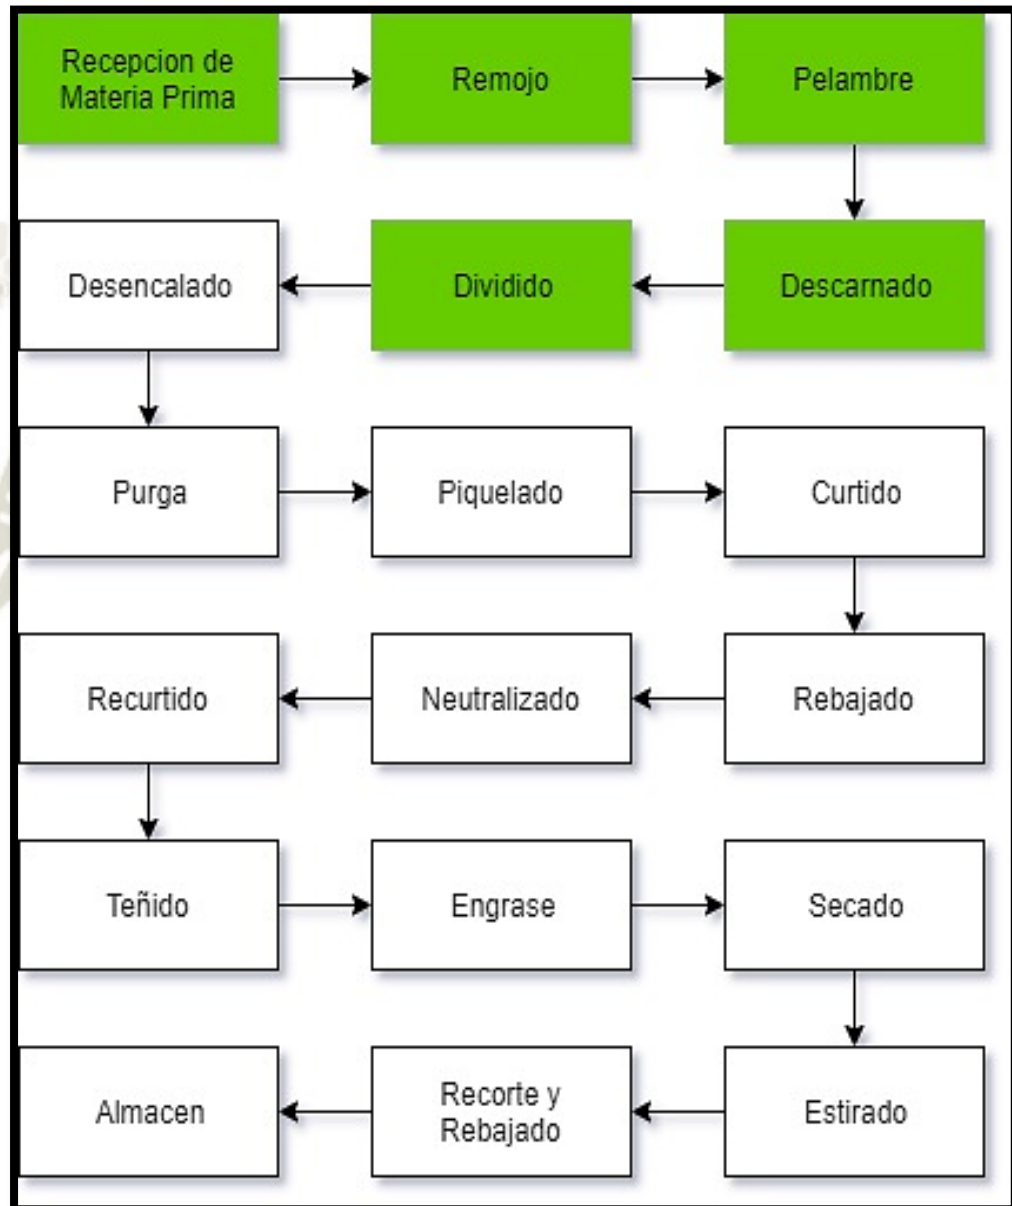 Recepcion de
Materia Prima
Remojo
Pelambre
Desencalado
Dividido
Descarnado
Purga
Piquelado
Curtido
Recurtido
Neutralizado
Rebajado
Teñido
Engrase
Secado
Almacen
Recorte y
Rebajado
Estirado